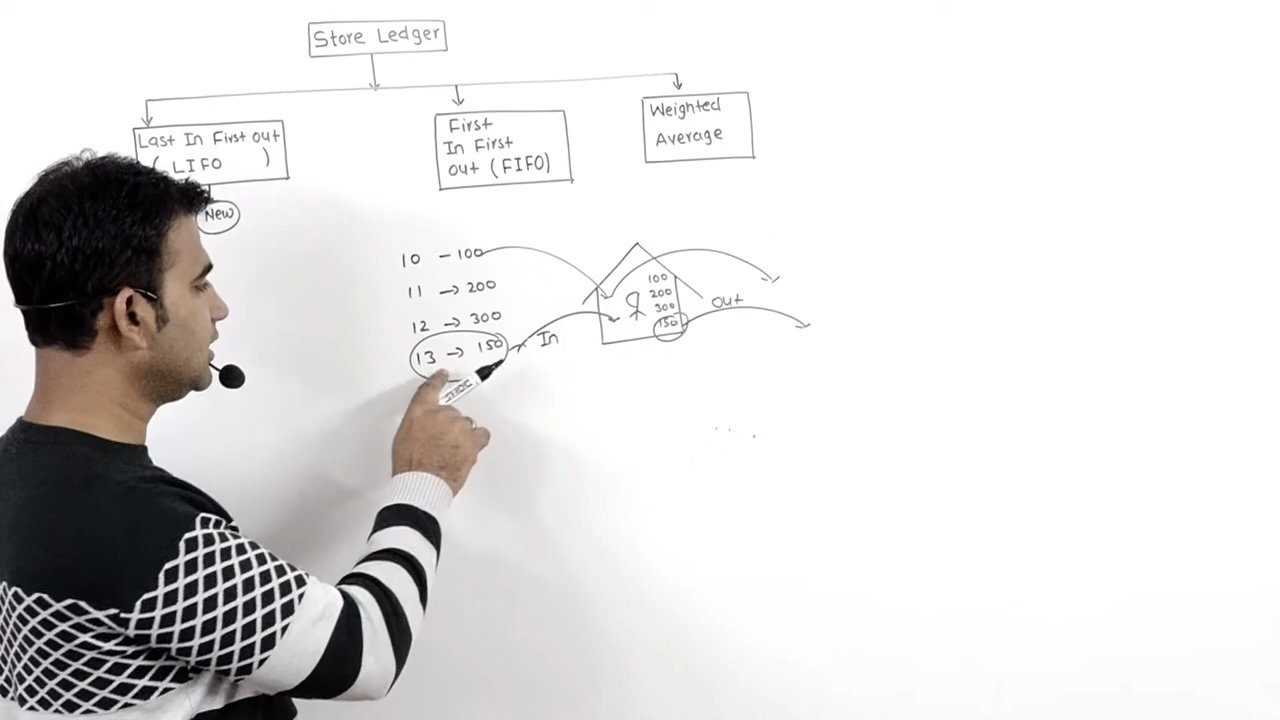 Store Ledger
Last In First out
( LIFO )
New
First
In First
out (FIFO)
Weighted
Average
10 - 100
11 → 200
12 → 300
13 → 150
In
100
200
300
150
out